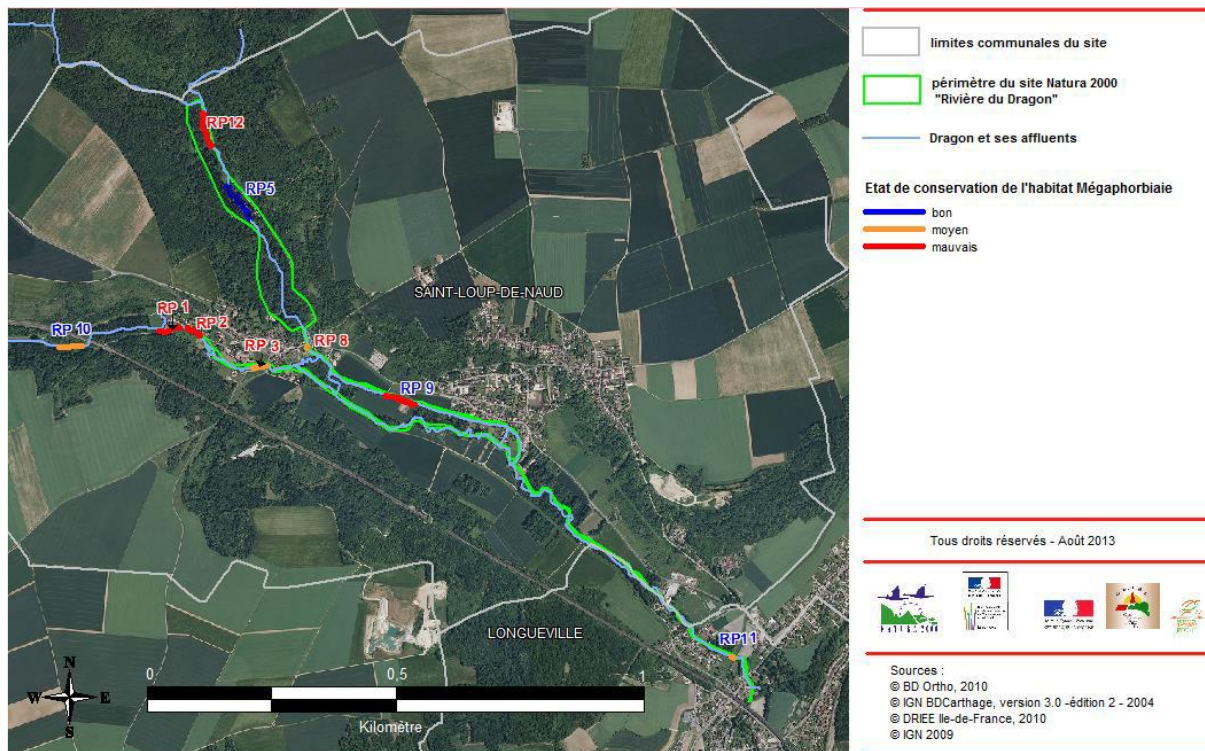 RP12
RP5
SAINT-LOUP-DE-NAUD
RP 1
RP 2
RP 10
RP 3
RP 8
RP 9
LONGUEVILLE
RP11
N
W E
S
0 0,5 1
Kilomètre
limites communales du site
périmètre du site Natura 2000
"Rivière du Dragon"
Dragon et ses affluents
Etat de conservation de l'habitat Mégaphorbiaie
bon
moyen
mauvais
Tous droits réservés - Août 2013
NATURA 2000
Sources :
© BD Ortho, 2010
© IGN BDCarthage, version 3.0 -édition 2 - 2004
© DRIEE Ile-de-France, 2010
© IGN 2009